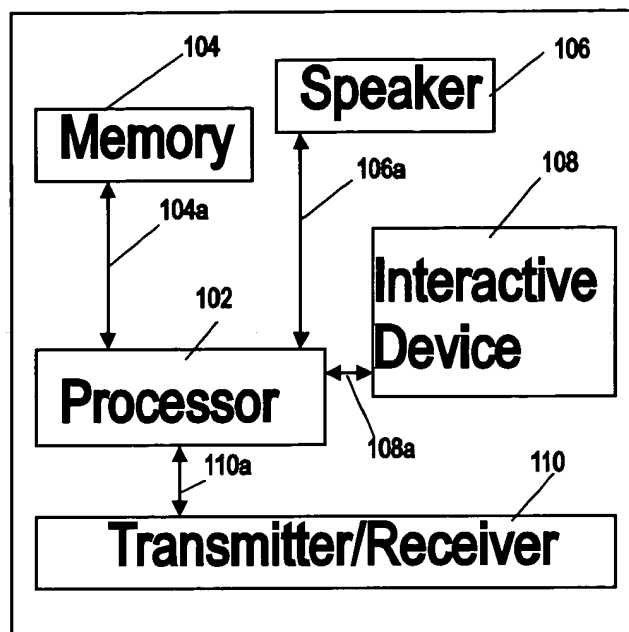 104
Speaker
106
Memory
106a
108
104a
Interactive
Device
102
Processor
108a
110a
110
Transmitter/Receiver